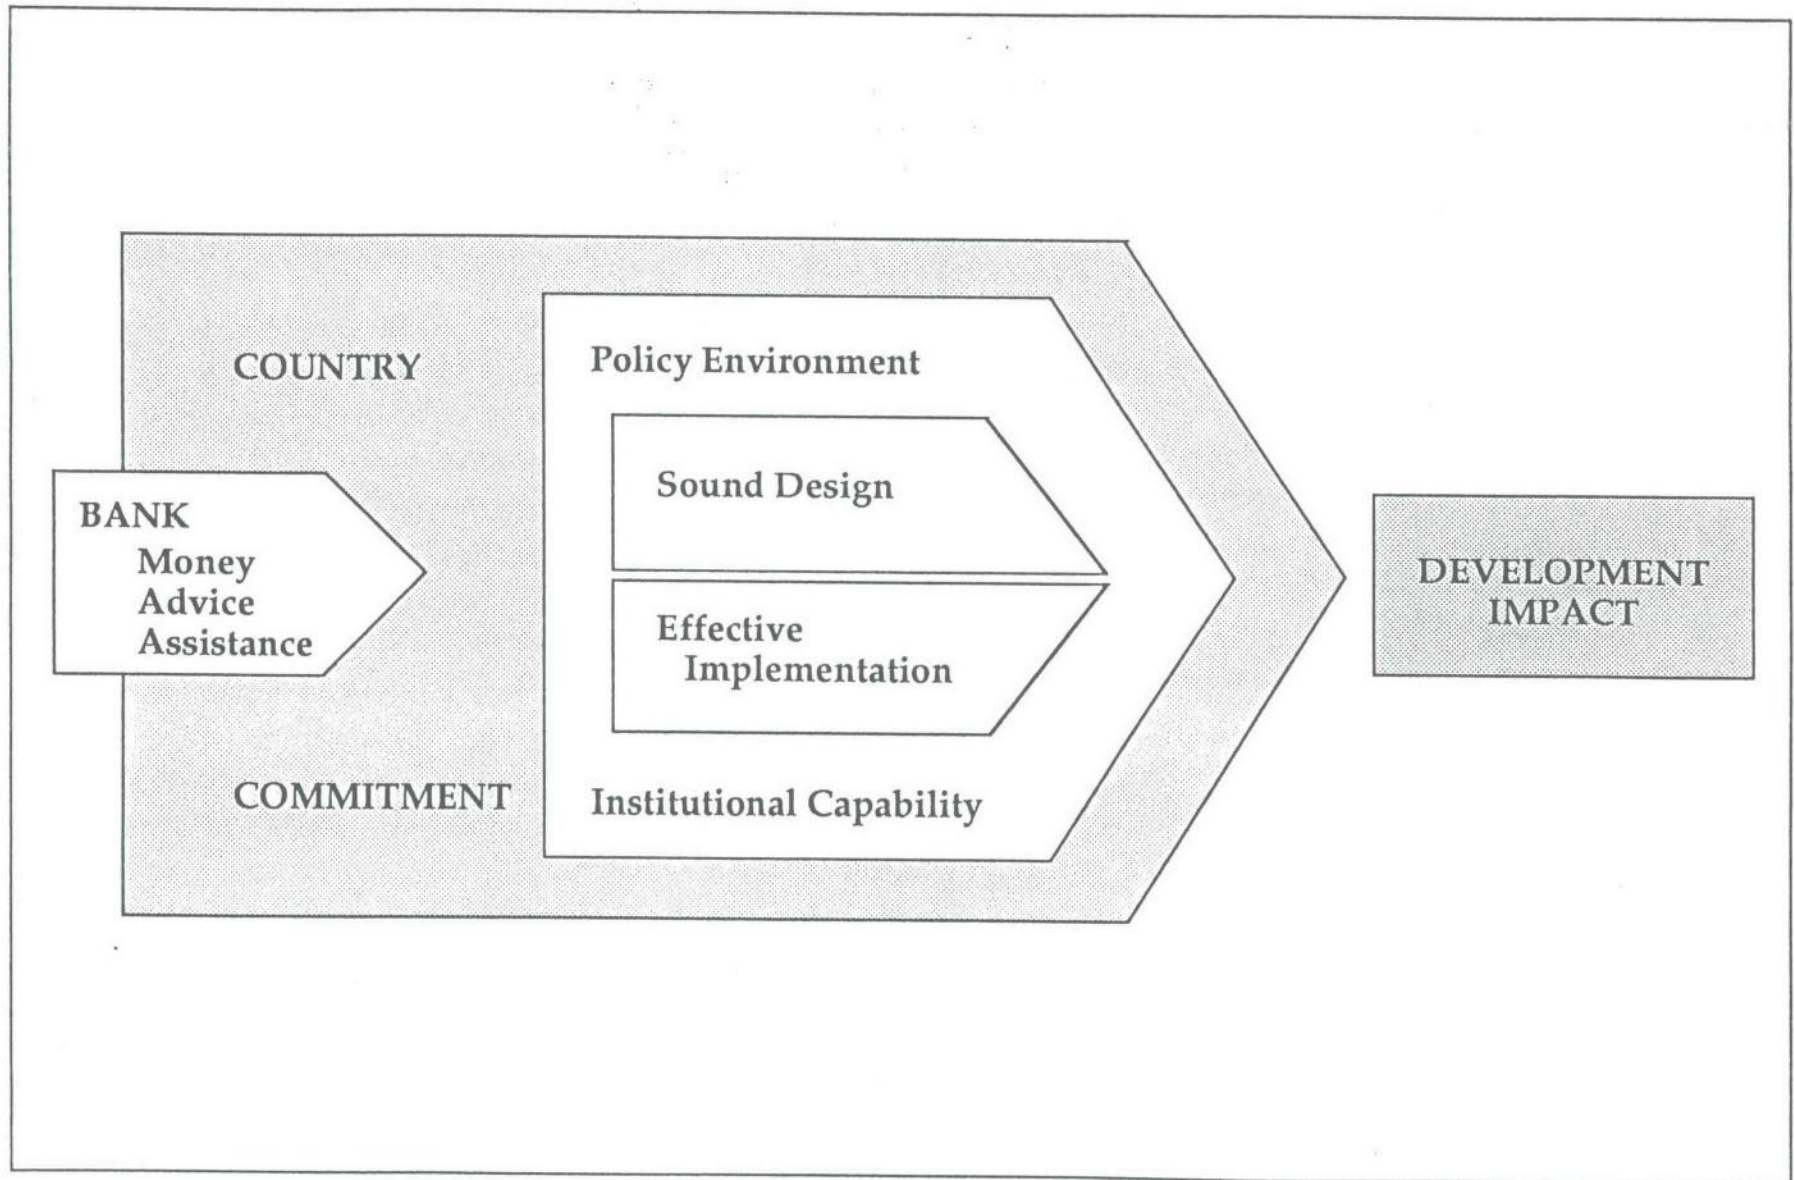 COUNTRY
COMMITMENT
BANK
Money
Advice
Assistance
Policy Environment
Sound Design
Effective
Implementation
Institutional Capability
DEVELOPMENT
IMPACT